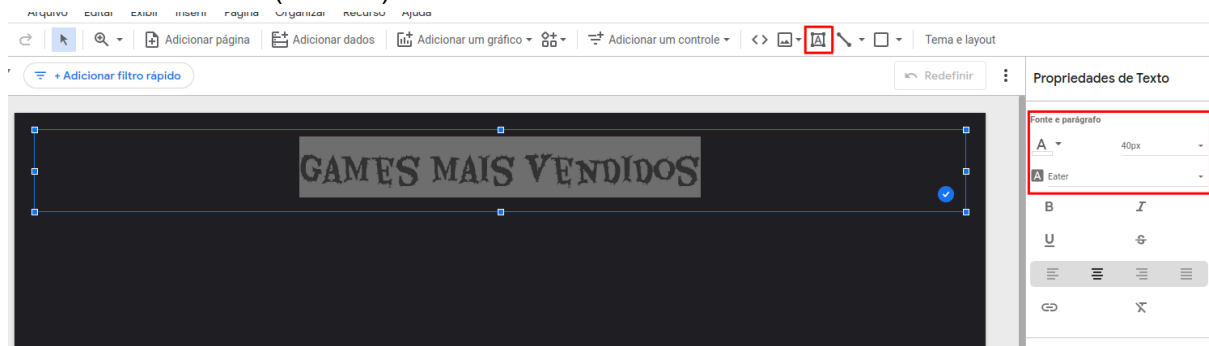 Arquivo Editar Exibir Inserir Página Organizar Recurso Ajuda
Adicionar página Adicionar dados Adicionar um gráfico Adicionar um controle Tema e layout
+ Adicionar filtro rápido Redefinir Propriedades de Texto
Fonte e parágrafo
A 40px
A Eater
GAMES MAIS VENDIDOS
B I
U S